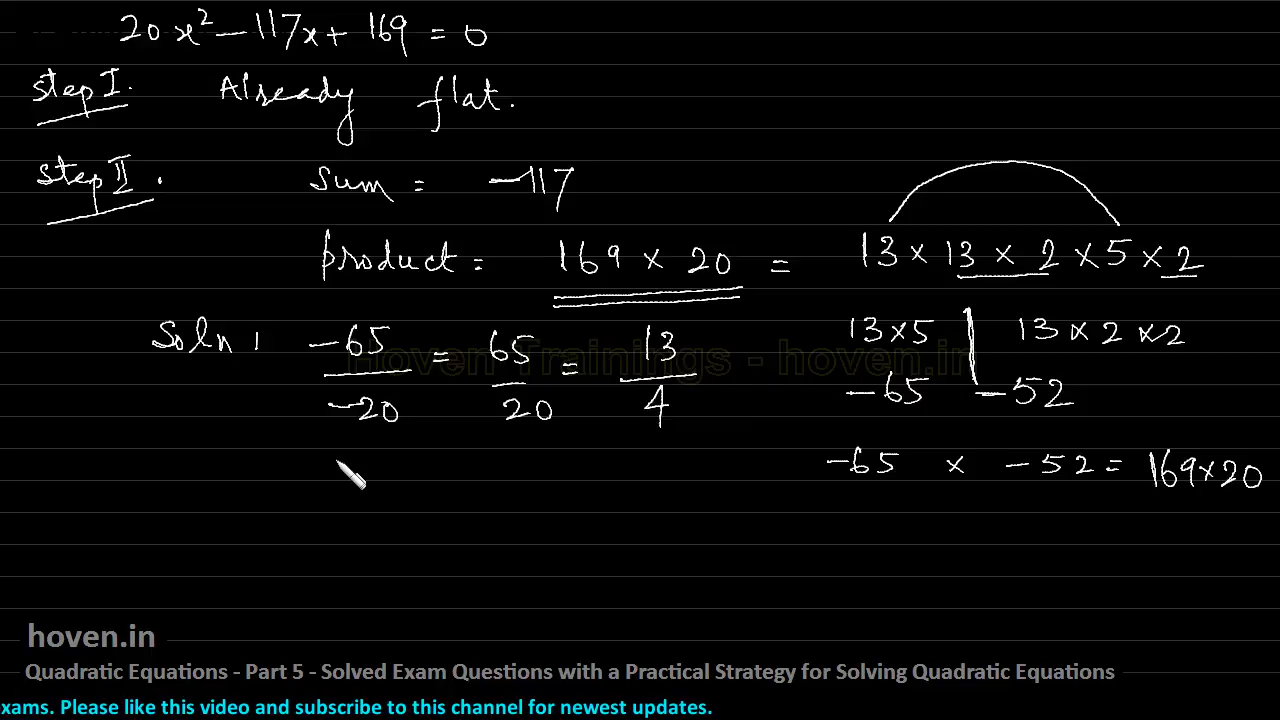 20x² - 117x + 169 = 0
Step I. Already flat.
Step II. Sum = -117
product = 169 × 20 = 13 × 13 × 2 × 5 × 2
Soln 1 -65/-20 = 65/20 = 13/4
13×5 | 13 × 2 × 2
-65 | -52
-65 × -52 = 169×20
Hoven Trainings - hoven.in
hoven.in
Quadratic Equations - Part 5 - Solved Exam Questions with a Practical Strategy for Solving Quadratic Equations
xams. Please like this video and subscribe to this channel for newest updates.